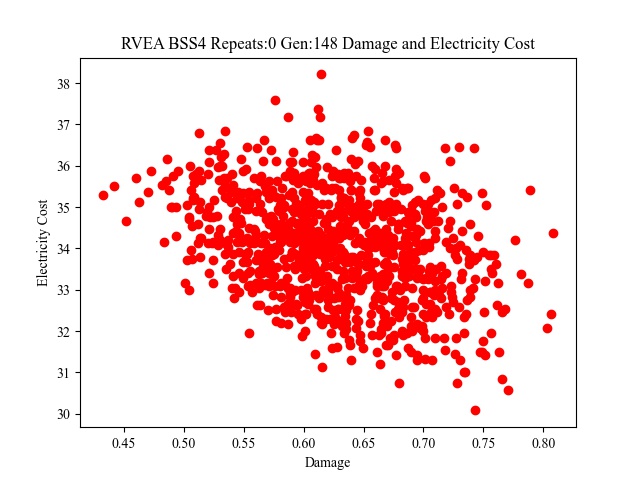 RVEA BSS4 Repeats:0 Gen:148 Damage and Electricity Cost
38
37
36
35
34
33
32
31
30
Electricity Cost
0.45 0.50 0.55 0.60 0.65 0.70 0.75 0.80
Damage